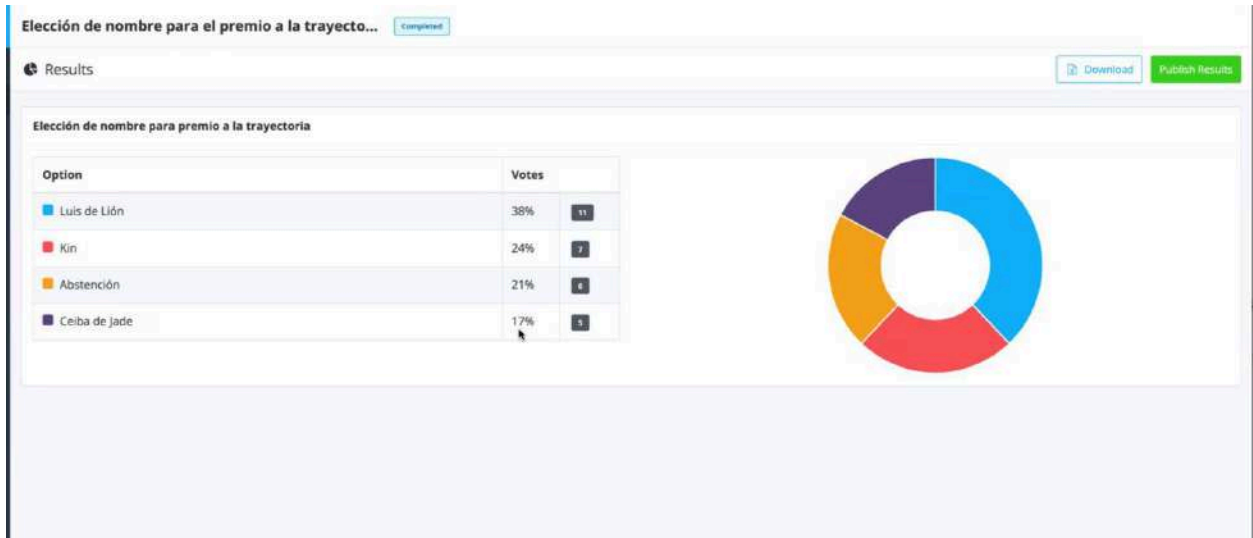 Elección de nombre para el premio a la trayecto... Completed
Results Download Publish Results
Elección de nombre para premio a la trayectoria
Option Votes
Luis de Lión 38% 11
Kin 24% 7
Abstención 21% 6
Ceiba de Jade 17% 5